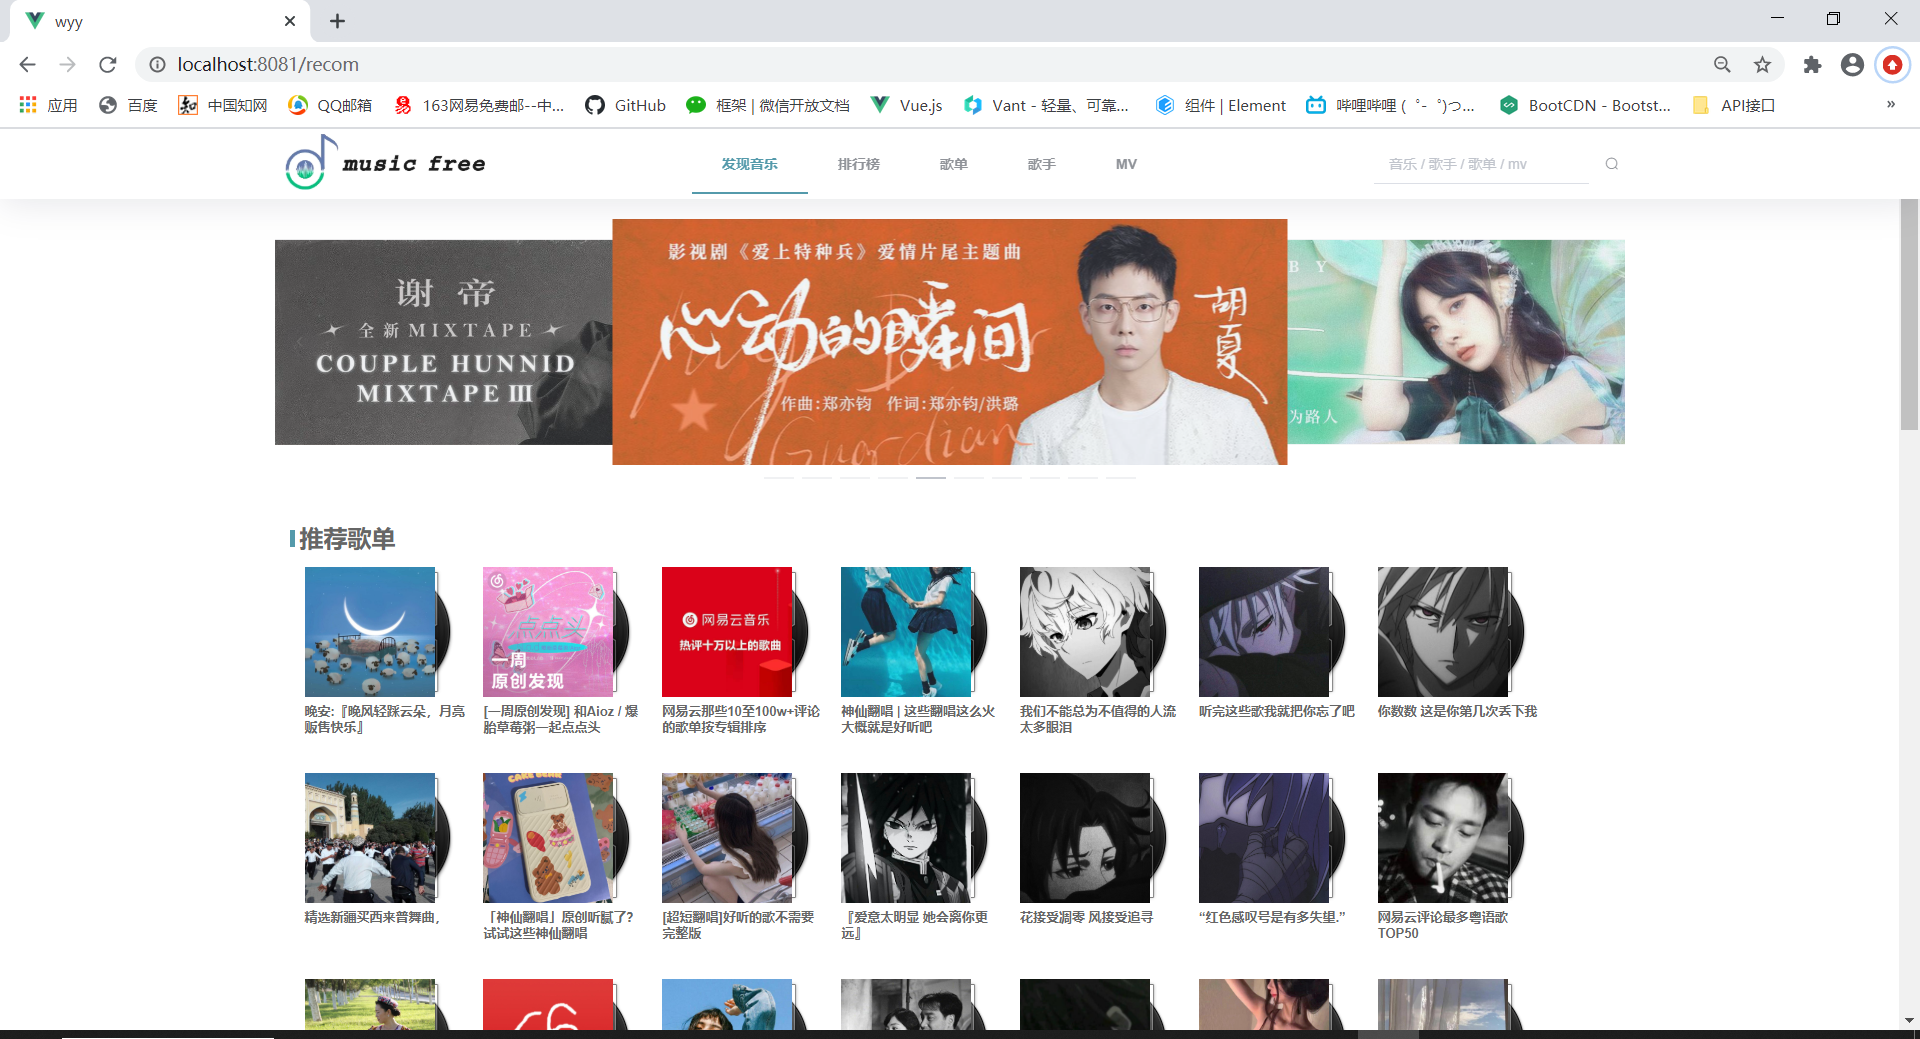 wyy
localhost:8081/recom
应用 百度 中国知网 QQ邮箱 163网易免费邮--中... GitHub 框架 | 微信开放文档 Vue.js Vant - 轻量、可靠... 组件 | Element 哔哩哔哩 (゜-゜)つ... BootCDN - Bootst... API接口 »
music free 发现音乐 排行榜 歌单 歌手 MV 音乐 / 歌手 / 歌单 / mv
谢帝
全新MIXTAPE
COUPLE HUNNID
MIXTAPE III
影视剧《爱上特种兵》爱情片尾主题曲
心动的瞬间
胡夏
作曲:郑亦钧 作词:郑亦钧/洪璐
Guardian
BY
为路人
推荐歌单
点点头
一周
原创发现
网易云音乐
热评十万以上的歌曲
晚安:『晚风轻踩云朵，月亮
贩售快乐』
[一周原创发现] 和Aioz / 爆
胎草莓粥一起点点头
网易云那些10至100w+评论
的歌单按专辑排序
神仙翻唱 | 这些翻唱这么火
大概就是好听吧
我们不能总为不值得的人流
太多眼泪
听完这些歌我就把你忘了吧
你数数 这是你第几次丢下我
CAKE BEAR
精选新疆买西来普舞曲，
「神仙翻唱」原创听腻了?
试试这些神仙翻唱
[超短翻唱]好听的歌不需要
完整版
『爱意太明显 她会离你更
远』
花接受凋零 风接受追寻
“红色感叹号是有多失望.”
网易云评论最多粤语歌
TOP50